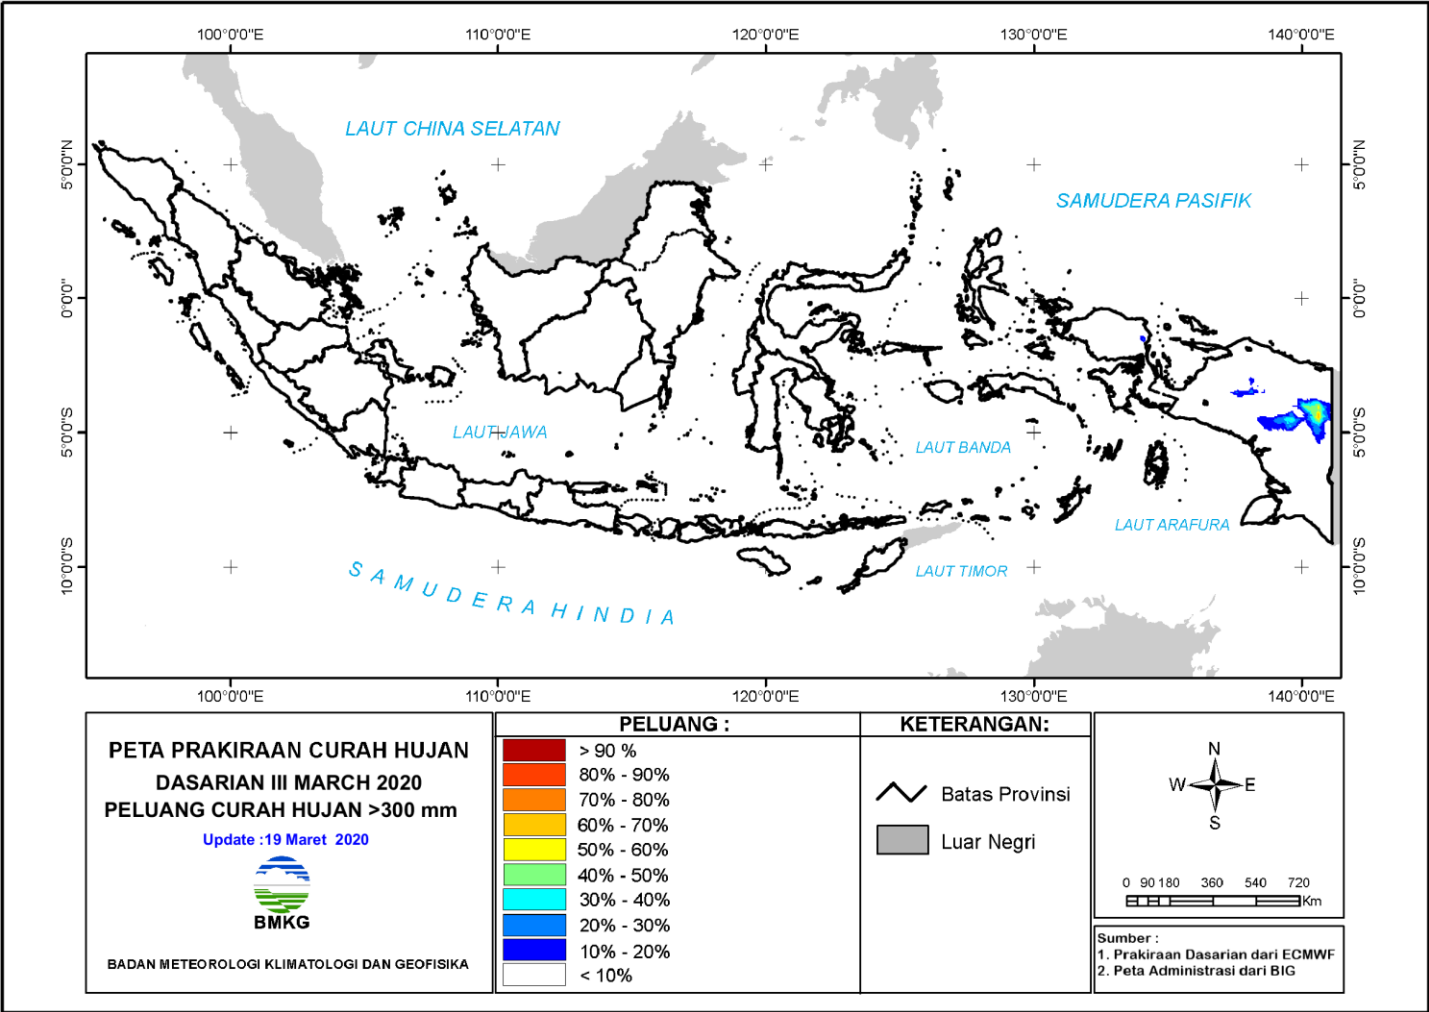 100°0'0"E 110°0'0"E 120°0'0"E 130°0'0"E 140°0'0"E
LAUT CHINA SELATAN
SAMUDERA PASIFIK
5°0'0"N 5°0'0"N
0°0'0" 0°0'0"
LAUT JAWA
LAUT BANDA
5°0'0"S 5°0'0"S
LAUT ARAFURA
LAUT TIMOR
10°0'0"S 10°0'0"S
SAMUDERA HINDIA
100°0'0"E 110°0'0"E 120°0'0"E 130°0'0"E 140°0'0"E
PETA PRAKIRAAN CURAH HUJAN
DASARIAN III MARCH 2020
PELUANG CURAH HUJAN >300 mm
Update :19 Maret 2020
BMKG
BADAN METEOROLOGI KLIMATOLOGI DAN GEOFISIKA
PELUANG :
> 90 %
80% - 90%
70% - 80%
60% - 70%
50% - 60%
40% - 50%
30% - 40%
20% - 30%
10% - 20%
< 10%
KETERANGAN:
Batas Provinsi
Luar Negri
N
W E
S
0 90 180 360 540 720
Km
Sumber :
1. Prakiraan Dasarian dari ECMWF
2. Peta Administrasi dari BIG